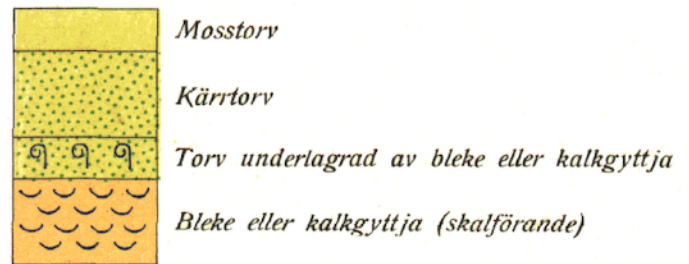 Mosstorv
Kärrtorv
Torv underlagrad av bleke eller kalkgyttja
Bleke eller kalkgyttja (skalförande)